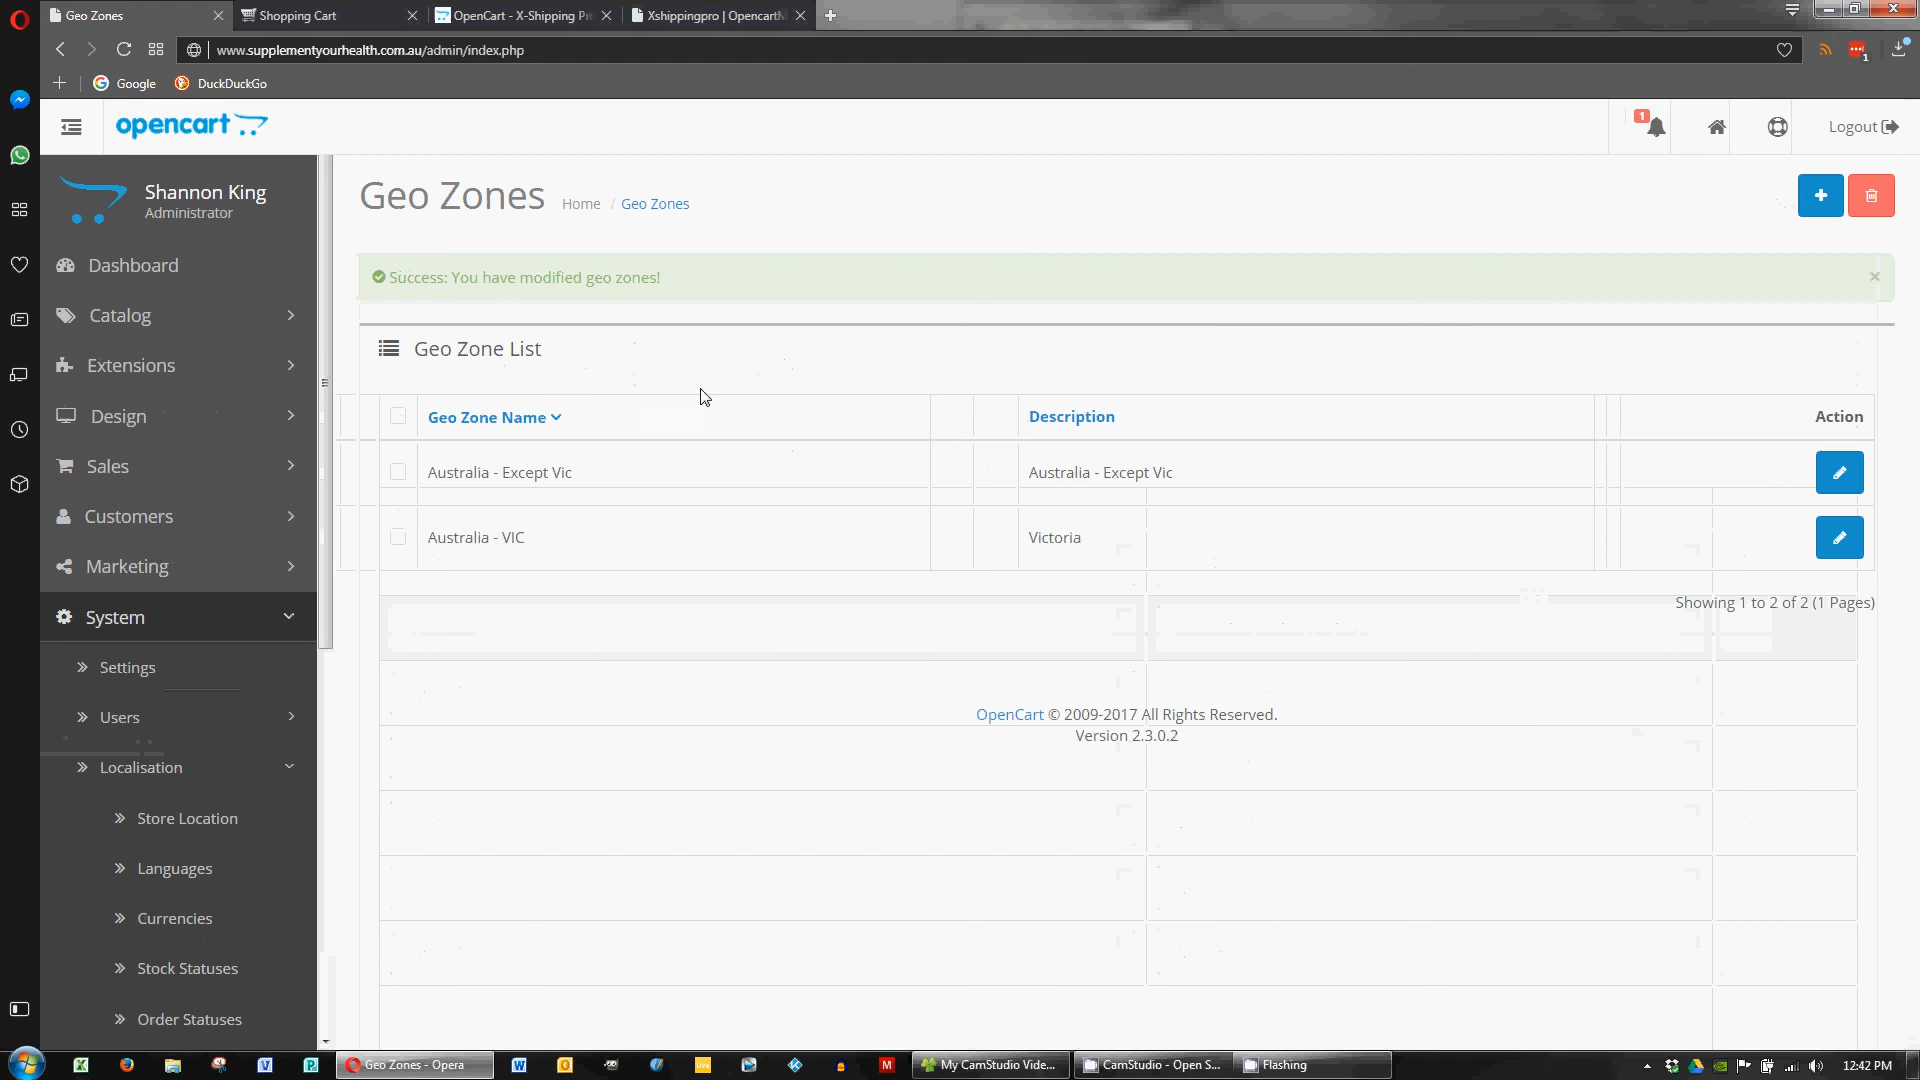 Geo Zones
Shopping Cart
OpenCart - X-Shipping Pr
Xshippingpro | Opencart
www.supplementyourhealth.com.au/admin/index.php
Google
DuckDuckGo
opencart
1
Logout
Shannon King
Administrator
Geo Zones
Home / Geo Zones
Dashboard
Success: You have modified geo zones!
Catalog
Geo Zone List
Extensions
Geo Zone Name
Description
Action
Design
Sales
Australia - Except Vic
Australia - Except Vic
Customers
Australia - VIC
Victoria
Marketing
Showing 1 to 2 of 2 (1 Pages)
System
Settings
Users
OpenCart © 2009-2017 All Rights Reserved.
Version 2.3.0.2
Localisation
Store Location
Languages
Currencies
Stock Statuses
Order Statuses
Geo Zones - Opera
My CamStudio Vide...
CamStudio - Open S...
Flashing
12:42 PM